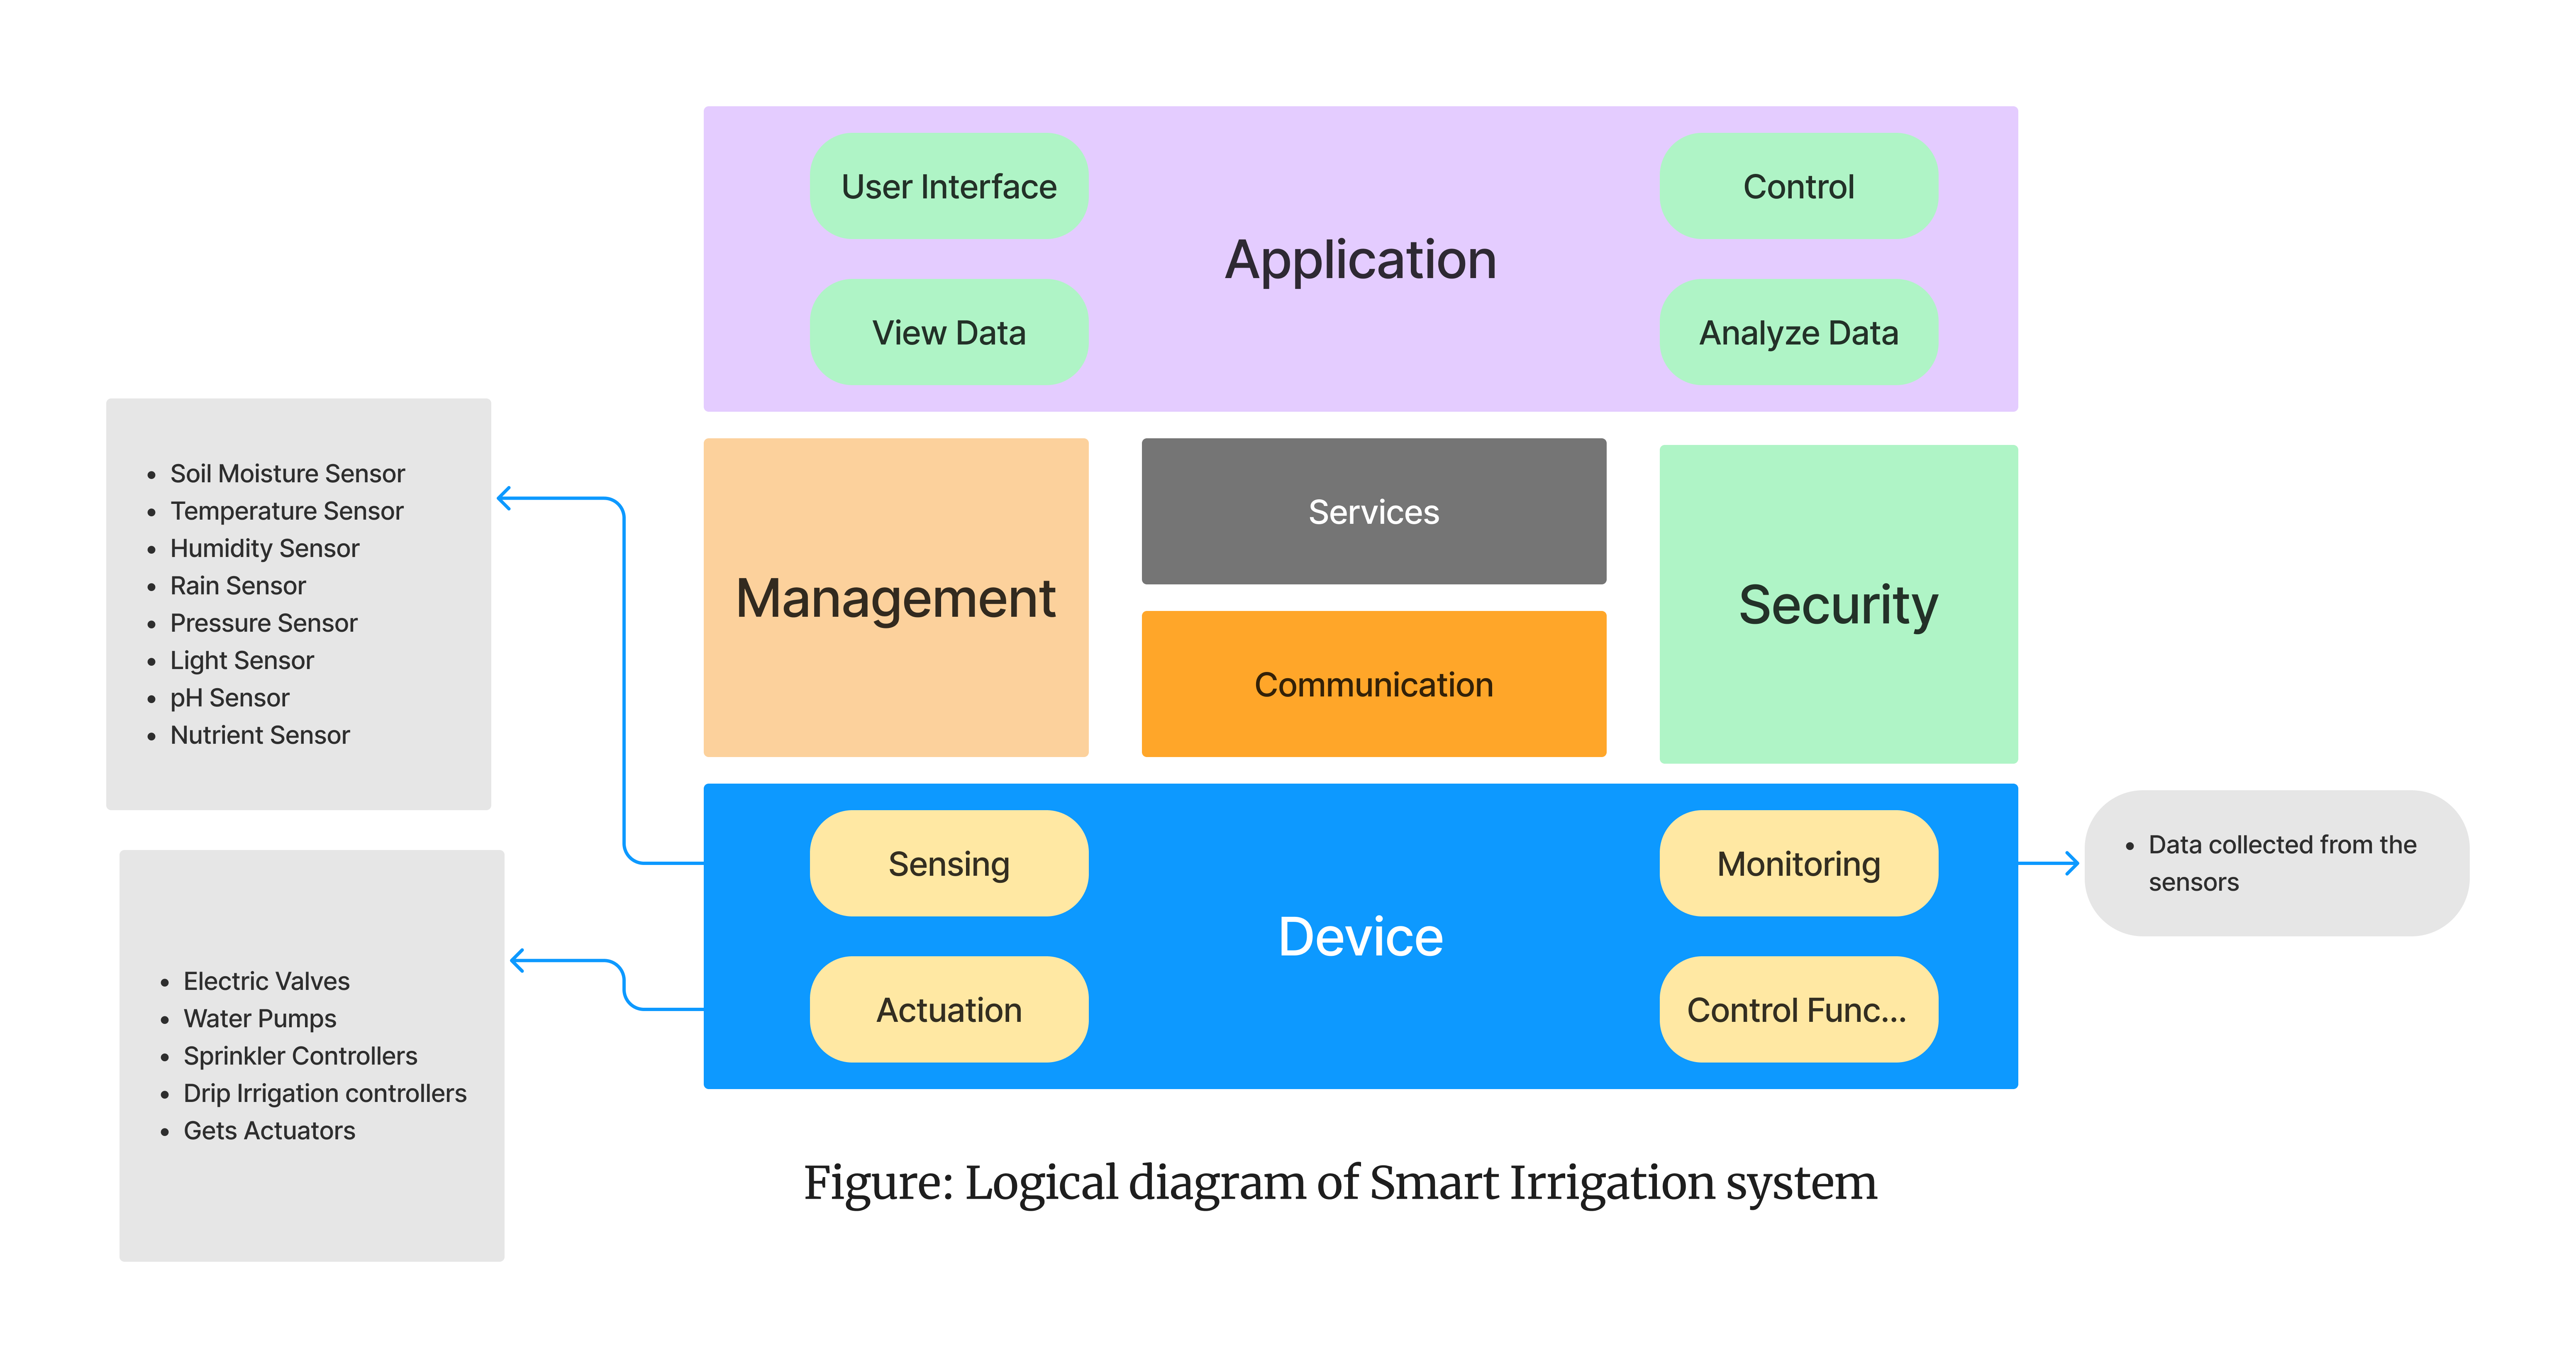 User Interface
Control
Application
View Data
Analyze Data
• Soil Moisture Sensor
• Temperature Sensor
• Humidity Sensor
• Rain Sensor
• Pressure Sensor
• Light Sensor
• pH Sensor
• Nutrient Sensor
Management
Services
Communication
Security
Sensing
Monitoring
Device
Actuation
Control Func...
• Data collected from the
sensors
• Electric Valves
• Water Pumps
• Sprinkler Controllers
• Drip Irrigation controllers
• Gets Actuators
Figure: Logical diagram of Smart Irrigation system